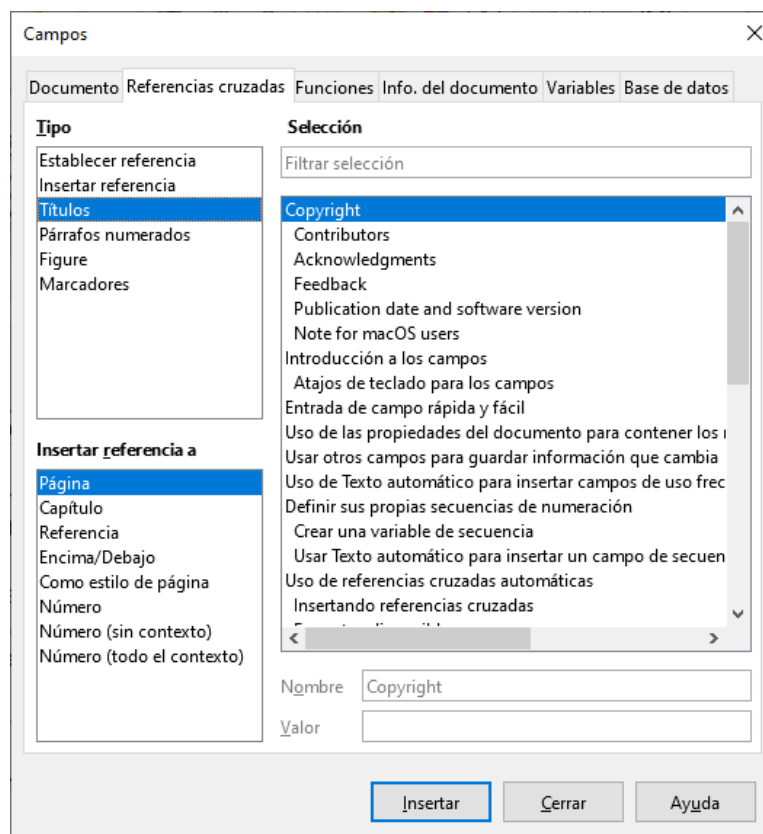 Campos
Documento Referencias cruzadas Funciones Info. del documento Variables Base de datos
Tipo
Establecer referencia
Insertar referencia
Títulos
Párrafos numerados
Figure
Marcadores
Insertar referencia a
Página
Capítulo
Referencia
Encima/Debajo
Como estilo de página
Número
Número (sin contexto)
Número (todo el contexto)
Selección
Filtrar selección
Copyright
Contributors
Acknowledgments
Feedback
Publication date and software version
Note for macOS users
Introducción a los campos
Atajos de teclado para los campos
Entrada de campo rápida y fácil
Uso de las propiedades del documento para contener los
Usar otros campos para guardar información que cambia
Uso de Texto automático para insertar campos de uso frec
Definir sus propias secuencias de numeración
Crear una variable de secuencia
Usar Texto automático para insertar un campo de secuen
Uso de referencias cruzadas automáticas
Insertando referencias cruzadas
Nombre Copyright
Valor
Insertar Cerrar Ayuda